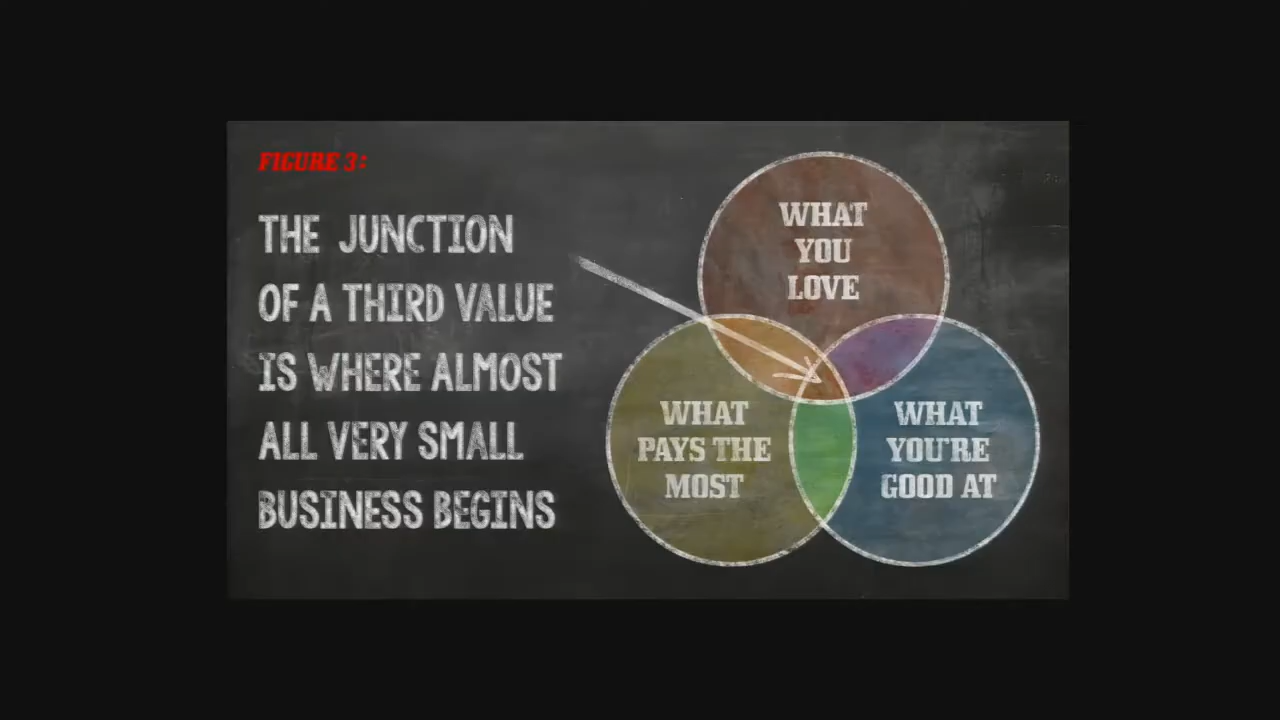 FIGURE 3:
THE JUNCTION
OF A THIRD VALUE
IS WHERE ALMOST
ALL VERY SMALL
BUSINESS BEGINS
WHAT
YOU
LOVE
WHAT
PAYS THE
MOST
WHAT
YOU'RE
GOOD AT